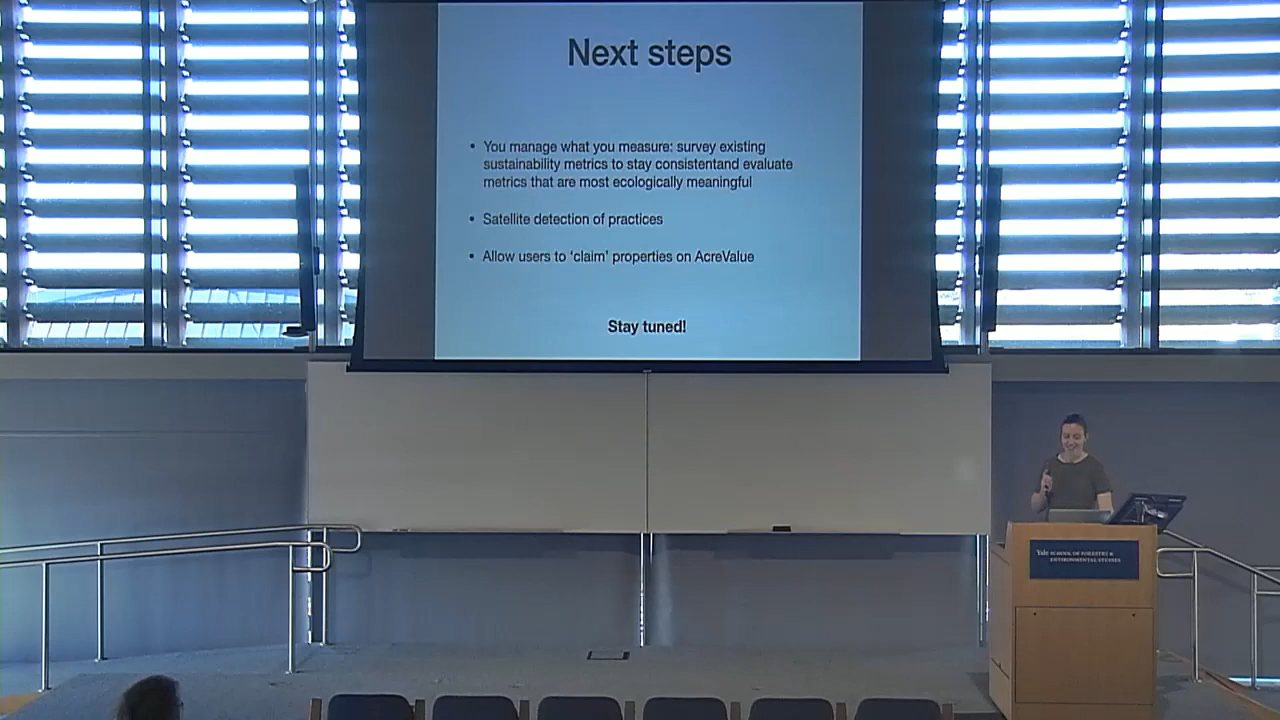 Next steps
• You manage what you measure: survey existing
sustainability metrics to stay consistentand evaluate
metrics that are most ecologically meaningful
• Satellite detection of practices
• Allow users to ‘claim’ properties on AcreValue
Stay tuned!
Yale SCHOOL OF FORESTRY &
ENVIRONMENTAL STUDIES